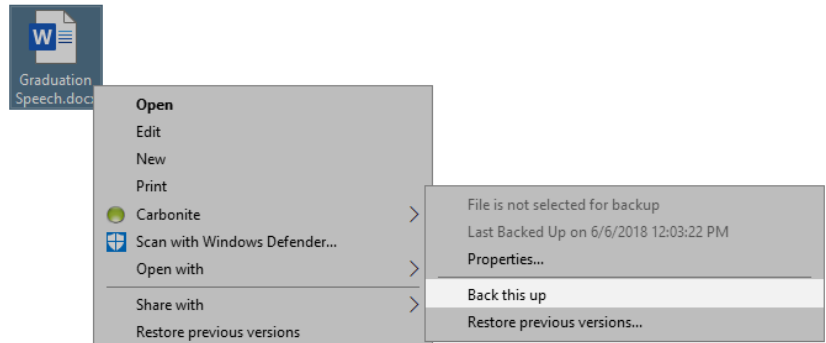 W
Graduation
Speech.docx
Open
Edit
New
Print
Carbonite
Scan with Windows Defender...
Open with
Share with
Restore previous versions
File is not selected for backup
Last Backed Up on 6/6/2018 12:03:22 PM
Properties...
Back this up
Restore previous versions...